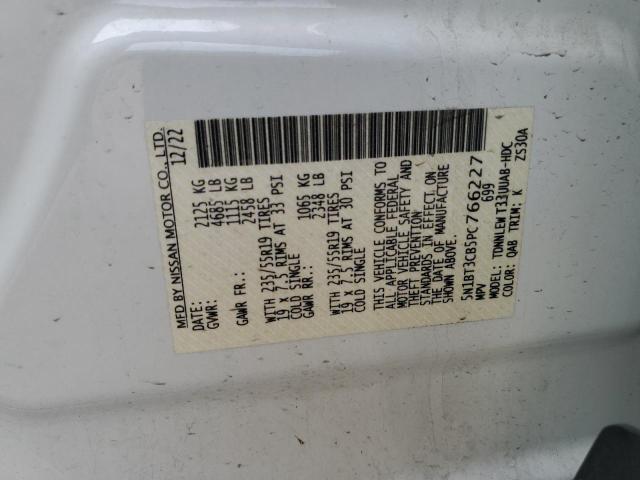 MFD BY NISSAN MOTOR CO., LTD.
DATE: 12/22
GVWR: 2125 KG
4685 LB
GAWR FR.: 1115 KG
2458 LB
WITH 235/55R19 TIRES
19 x 7.5 RIMS AT 33 PSI
COLD SINGLE
GAWR RR.: 1065 KG
2348 LB
WITH 235/55R19 TIRES
19 x 7.5 RIMS AT 30 PSI
COLD SINGLE
THIS VEHICLE CONFORMS TO
ALL APPLICABLE FEDERAL
MOTOR VEHICLE SAFETY AND
THEFT PREVENTION
STANDARDS IN EFFECT ON
THE DATE OF MANUFACTURE
SHOWN ABOVE.
5N1BT3CB5PC766227
MPV 699
MODEL: TDNNLEW T33UUAB-HDC
COLOR: QAB TRIM: K ZS30A